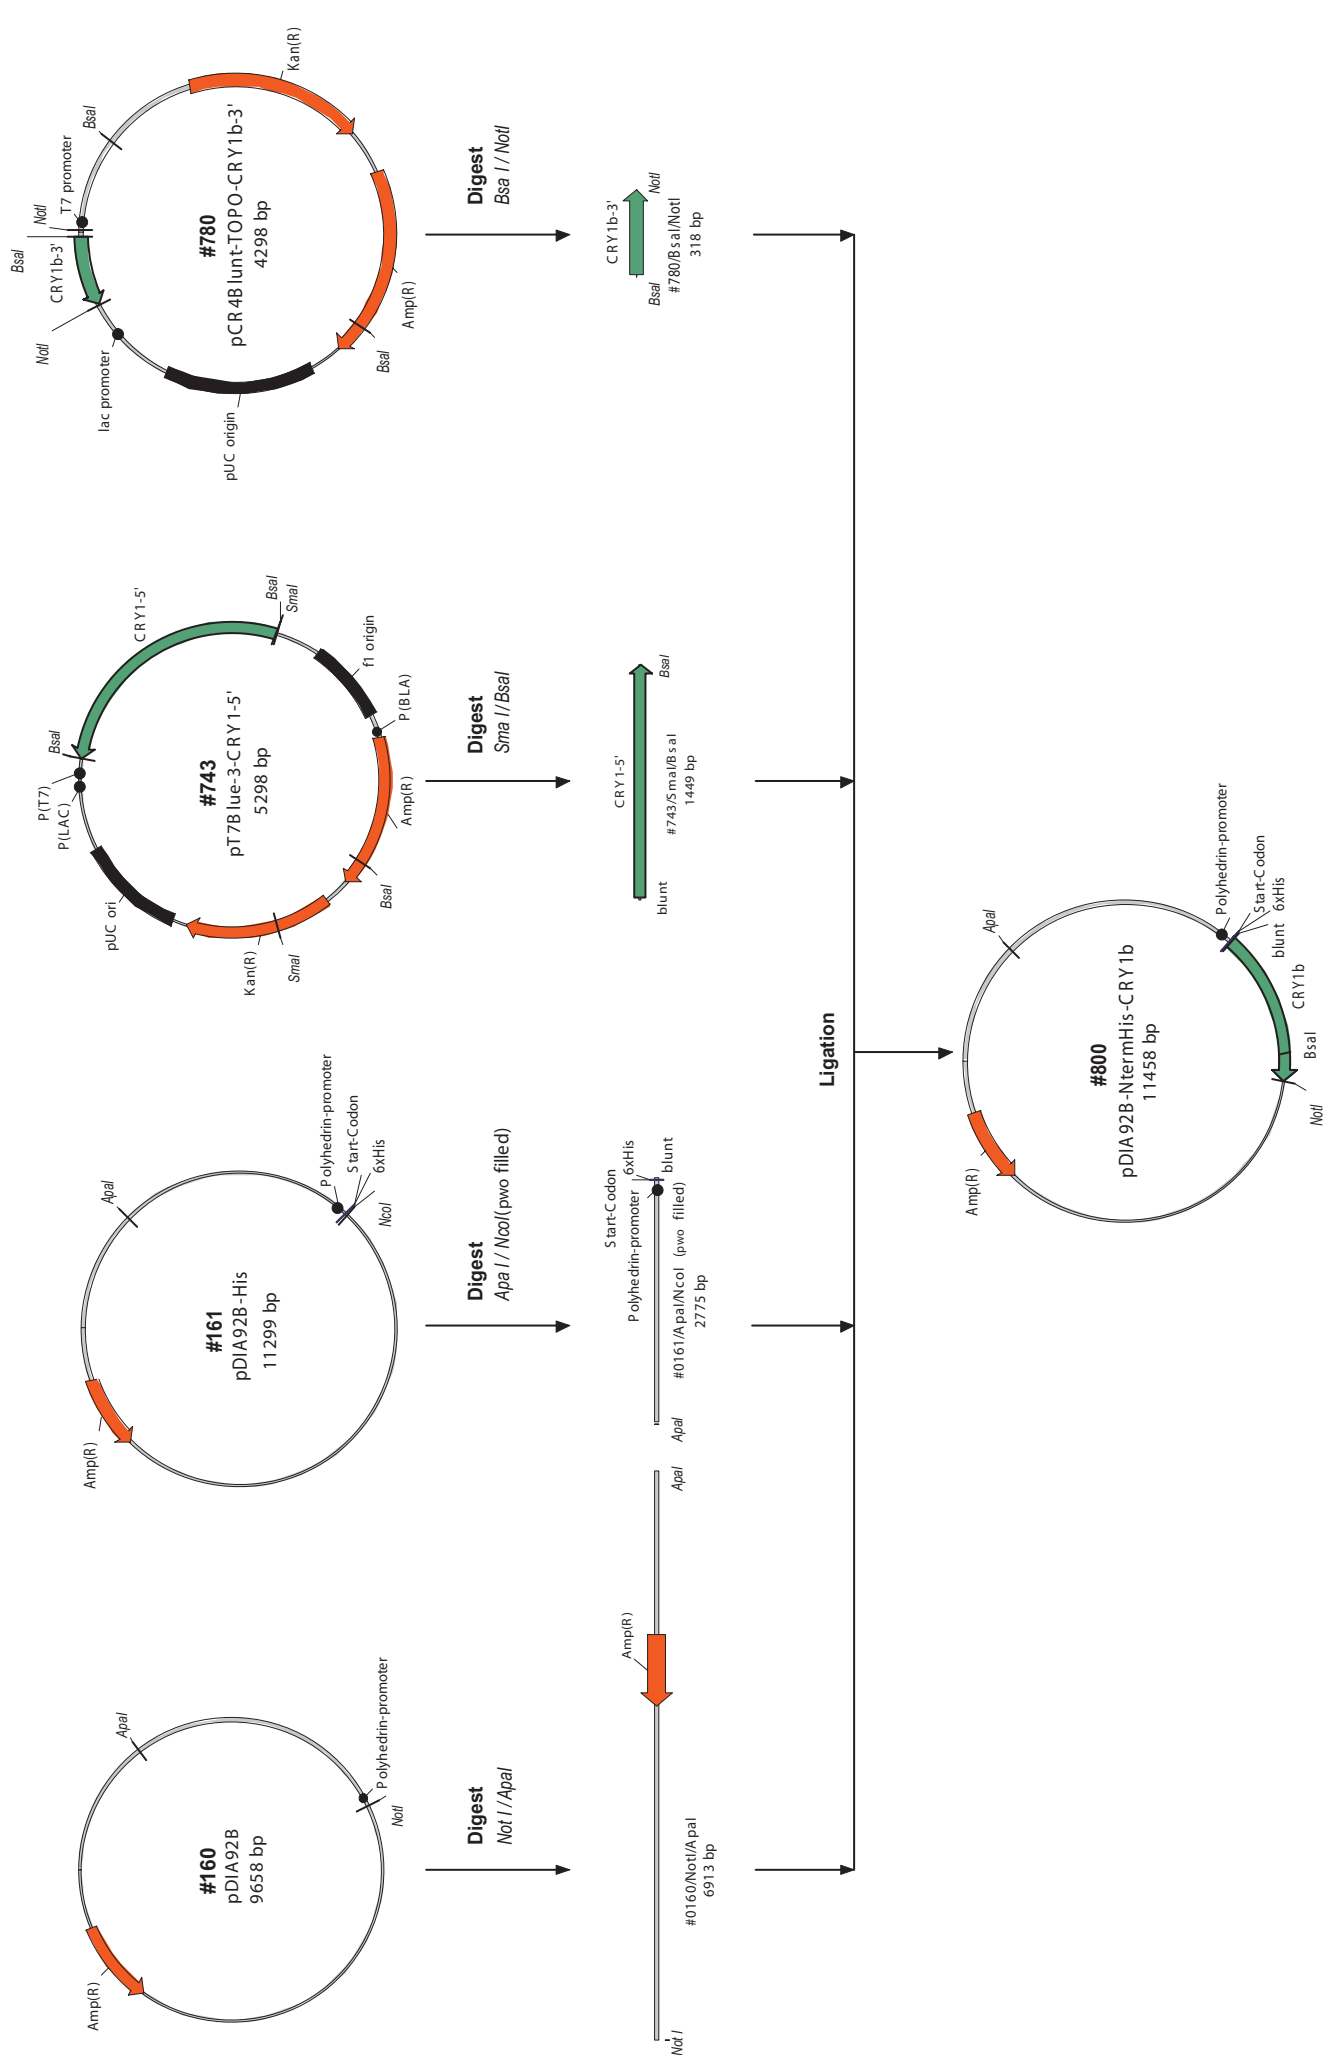 #160
pDIA92B
9658 bp
Amp(R)
ApaI
Polyhedrin-promoter
NotI
Digest
Not I / ApaI
Not I
Amp(R)
ApaI
#0160/NotI/ApaI
6913 bp
#161
pDIA92B-His
11299 bp
Amp(R)
ApaI
Polyhedrin-promoter
Start-Codon
6xHis
NcoI
Digest
Apa I / NcoI (pwo filled)
ApaI
Start-Codon
Polyhedrin-promoter
6xHis
blunt
#0161/ApaI/NcoI (pwo filled)
2775 bp
#743
pT7Blue-3-CRY1-5'
5298 bp
P(T7)
P(LAC)
BsaI
CRY1-5'
BsaI
SmaI
f1 origin
P(BLA)
Amp(R)
BsaI
Kan(R)
SmaI
pUC ori
Digest
Sma I / BsaI
CRY1-5'
blunt
BsaI
#743/SmaI/BsaI
1449 bp
#780
pCR4Blunt-TOPO-CRY1b-3'
4298 bp
BsaI
NotI
T7 promoter
BsaI
Kan(R)
CRY1b-3'
NotI
lac promoter
pUC origin
BsaI
Amp(R)
Digest
Bsa I / NotI
CRY1b-3'
BsaI
NotI
#780/BsaI/NotI
318 bp
Ligation
#800
pDIA92B-NtermHis-CRY1b
11458 bp
Amp(R)
ApaI
Polyhedrin-promoter
Start-Codon
6xHis
blunt
CRY1b
BsaI
NotI